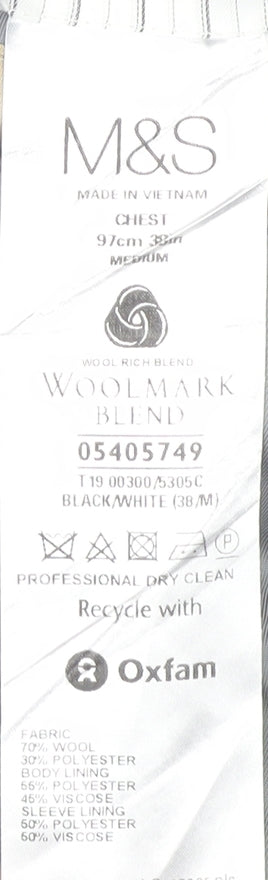 M&S
MADE IN VIETNAM
CHEST
97cm 38in
MEDIUM
WOOL RICH BLEND
WOOLMARK
BLEND
05405749
T19 00300/5305C
BLACK/WHITE (38/M)
P
PROFESSIONAL DRY CLEAN
Recycle with
Oxfam
FABRIC
70% WOOL
30% POLYESTER
BODY LINING
55% POLYESTER
45% VISCOSE
SLEEVE LINING
50% POLYESTER
50% VISCOSE